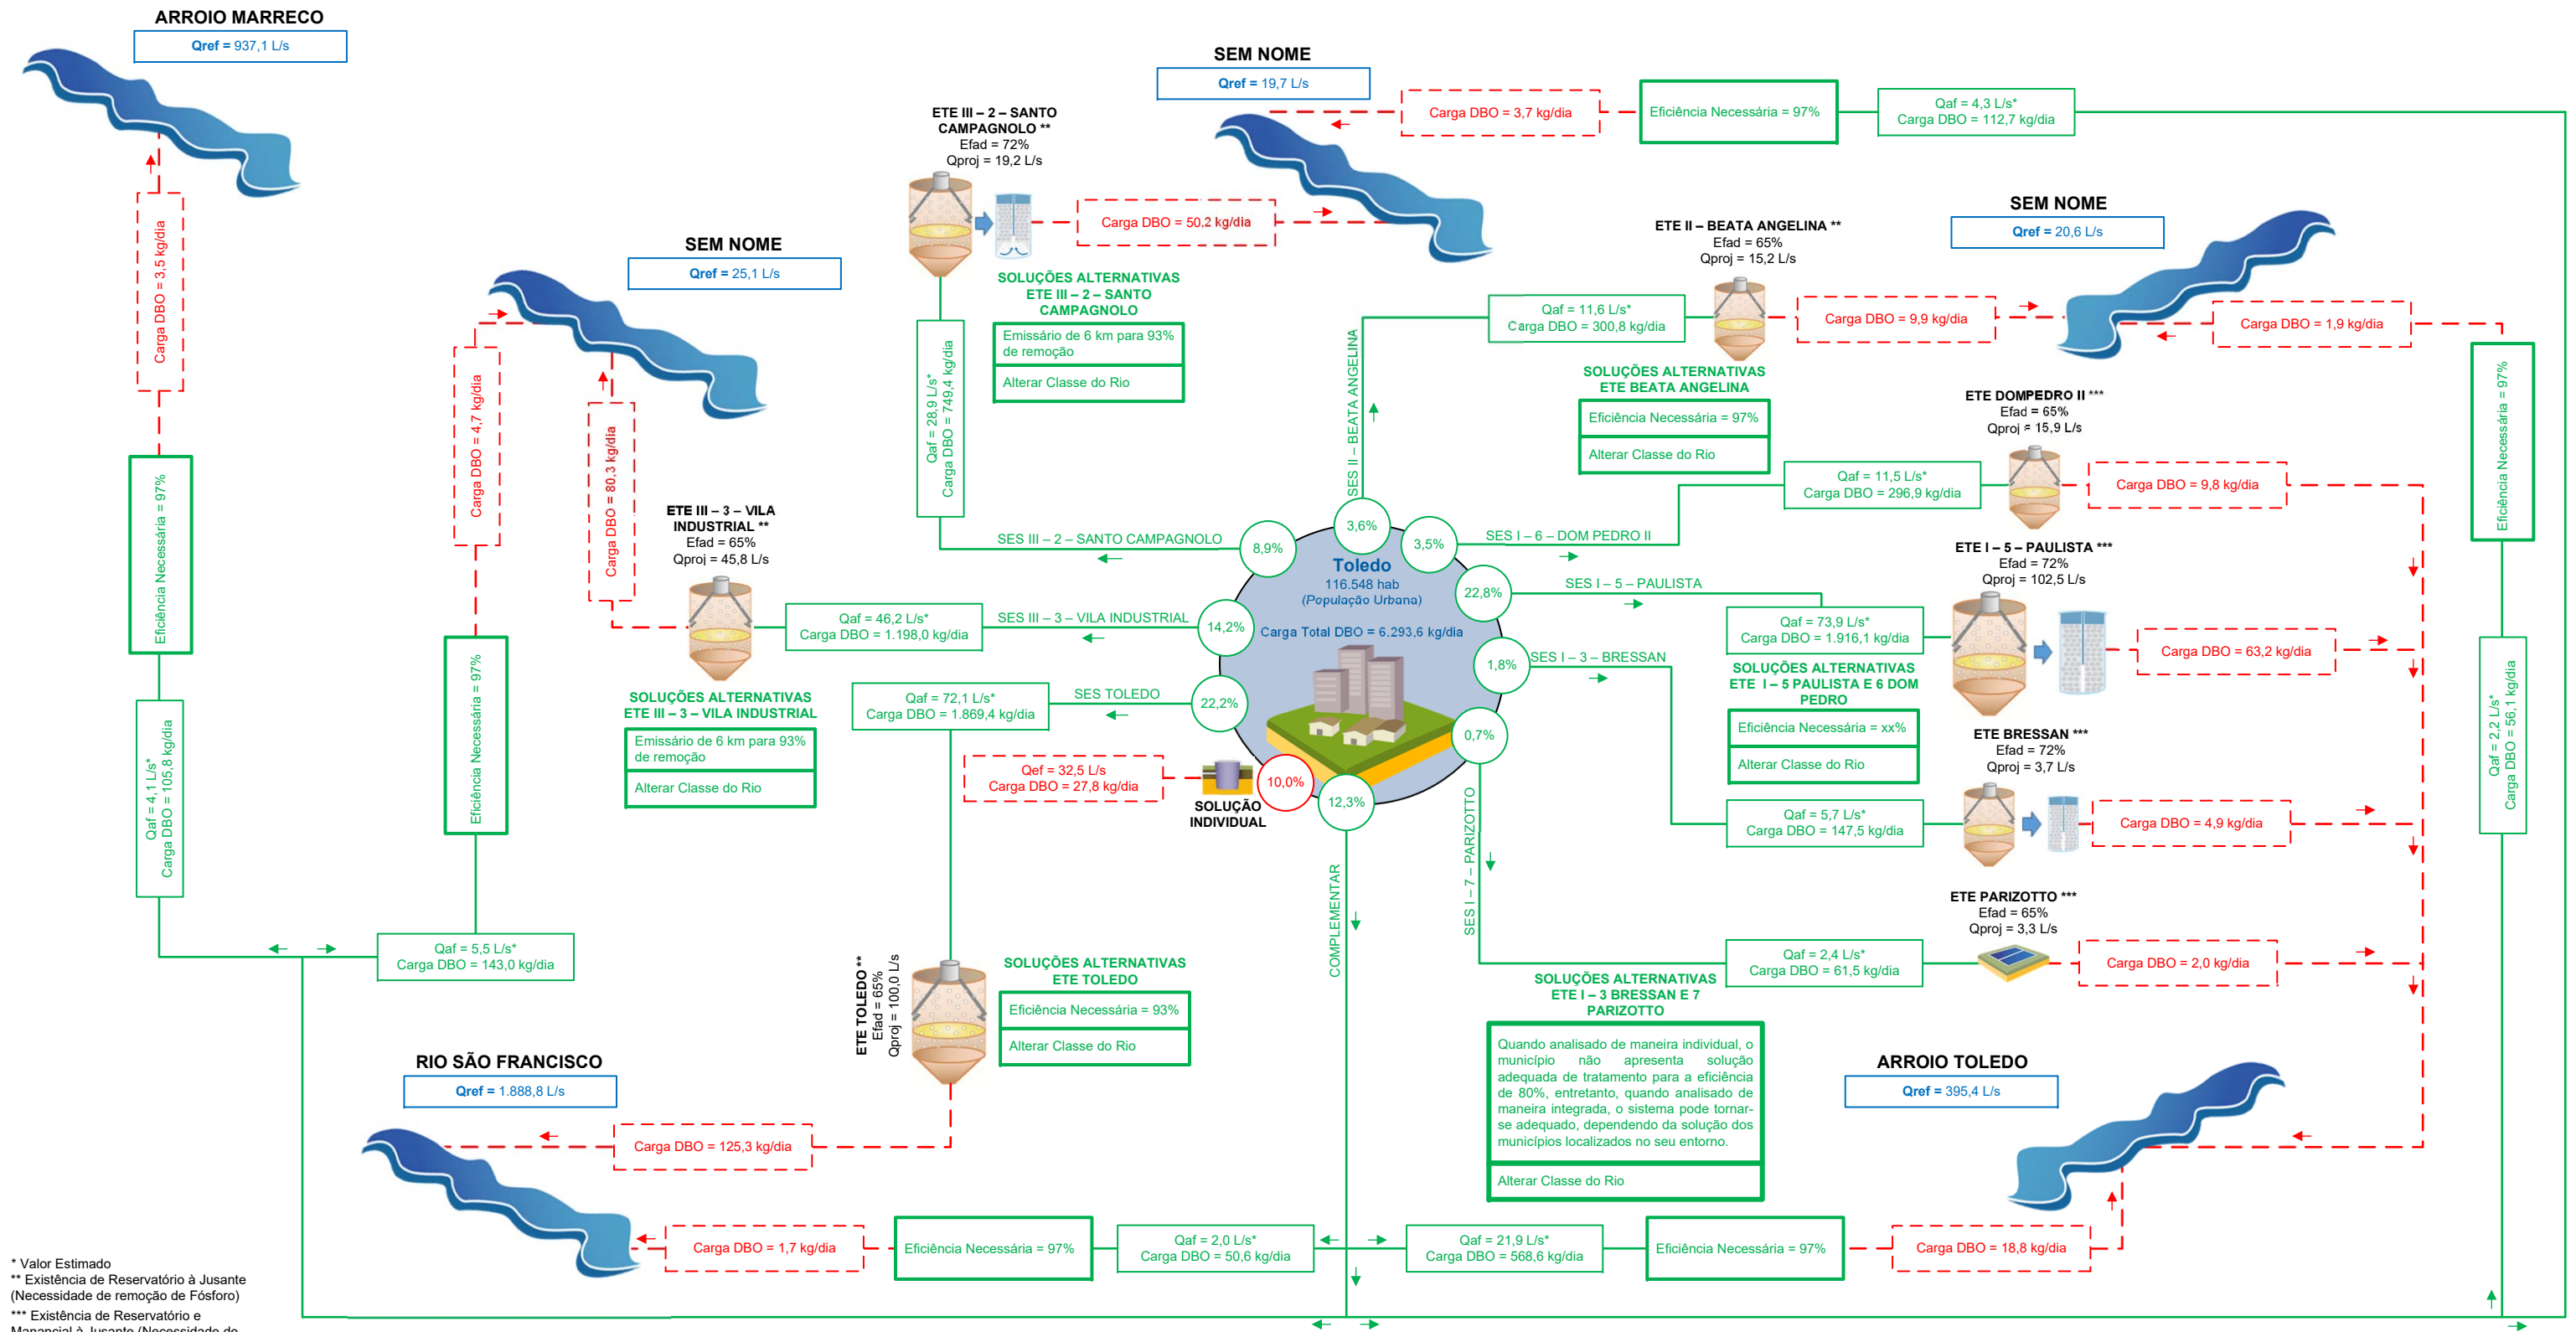 ARROIO MARRECO
Qref = 937,1 L/s
Carga DBO = 3,5 kg/dia
Eficiência Necessária = 97%
Qaf = 4,1 L/s*
Carga DBO = 105,8 kg/dia
SEM NOME
Qref = 25,1 L/s
Carga DBO = 4,7 kg/dia
Eficiência Necessária = 97%
Qaf = 5,5 L/s*
Carga DBO = 143,0 kg/dia
Carga DBO = 80,3 kg/dia
ETE III – 3 – VILA
INDUSTRIAL **
Efad = 65%
Qproj = 45,8 L/s
Qaf = 46,2 L/s*
Carga DBO = 1.198,0 kg/dia
SES III – 3 – VILA INDUSTRIAL
14,2%
SOLUÇÕES ALTERNATIVAS
ETE III – 3 – VILA INDUSTRIAL
Emissário de 6 km para 93%
de remoção
Alterar Classe do Rio
ETE III – 2 – SANTO
CAMPAGNOLO **
Efad = 72%
Qproj = 19,2 L/s
Carga DBO = 50,2 kg/dia
SOLUÇÕES ALTERNATIVAS
ETE III – 2 – SANTO
CAMPAGNOLO
Emissário de 6 km para 93%
de remoção
Alterar Classe do Rio
Qaf = 28,9 L/s*
Carga DBO = 749,4 kg/dia
SES III – 2 – SANTO CAMPAGNOLO
8,9%
SEM NOME
Qref = 19,7 L/s
Carga DBO = 3,7 kg/dia
Eficiência Necessária = 97%
Qaf = 4,3 L/s*
Carga DBO = 112,7 kg/dia
ETE II – BEATA ANGELINA **
Efad = 65%
Qproj = 15,2 L/s
Qaf = 11,6 L/s*
Carga DBO = 300,8 kg/dia
Carga DBO = 9,9 kg/dia
SES II – BEATA ANGELINA
3,6%
SOLUÇÕES ALTERNATIVAS
ETE BEATA ANGELINA
Eficiência Necessária = 97%
Alterar Classe do Rio
SEM NOME
Qref = 20,6 L/s
Carga DBO = 1,9 kg/dia
Eficiência Necessária = 97%
Qaf = 2,2 L/s*
Carga DBO = 56,1 kg/dia
ETE DOMPEDRO II ***
Efad = 65%
Qproj = 15,9 L/s
Qaf = 11,5 L/s*
Carga DBO = 296,9 kg/dia
Carga DBO = 9,8 kg/dia
SES I – 6 – DOM PEDRO II
3,5%
Toledo
116.548 hab
(População Urbana)
Carga Total DBO = 6.293,6 kg/dia
ETE I – 5 – PAULISTA ***
Efad = 72%
Qproj = 102,5 L/s
SES I – 5 – PAULISTA
22,8%
Qaf = 73,9 L/s*
Carga DBO = 1.916,1 kg/dia
Carga DBO = 63,2 kg/dia
SOLUÇÕES ALTERNATIVAS
ETE I – 5 PAULISTA E 6 DOM
PEDRO
Eficiência Necessária = xx%
Alterar Classe do Rio
SES I – 3 – BRESSAN
1,8%
ETE BRESSAN ***
Efad = 72%
Qproj = 3,7 L/s
Qaf = 5,7 L/s*
Carga DBO = 147,5 kg/dia
Carga DBO = 4,9 kg/dia
0,7%
SES I – 7 – PARIZOTTO
ETE PARIZOTTO ***
Efad = 65%
Qproj = 3,3 L/s
Qaf = 2,4 L/s*
Carga DBO = 61,5 kg/dia
Carga DBO = 2,0 kg/dia
SES TOLEDO
22,2%
Qaf = 72,1 L/s*
Carga DBO = 1.869,4 kg/dia
Qef = 32,5 L/s
Carga DBO = 27,8 kg/dia
SOLUÇÃO
INDIVIDUAL
10,0%
12,3%
COMPLEMENTAR
ETE TOLEDO **
Efad = 65%
Qproj = 100,0 L/s
SOLUÇÕES ALTERNATIVAS
ETE TOLEDO
Eficiência Necessária = 93%
Alterar Classe do Rio
SOLUÇÕES ALTERNATIVAS
ETE I – 3 BRESSAN E 7
PARIZOTTO
Quando analisado de maneira individual, o
município não apresenta solução
adequada de tratamento para a eficiência
de 80%, entretanto, quando analisado de
maneira integrada, o sistema pode tornar-
se adequado, dependendo da solução dos
municípios localizados no seu entorno.
Alterar Classe do Rio
RIO SÃO FRANCISCO
Qref = 1.888,8 L/s
Carga DBO = 125,3 kg/dia
Carga DBO = 1,7 kg/dia
Eficiência Necessária = 97%
Qaf = 2,0 L/s*
Carga DBO = 50,6 kg/dia
Qaf = 21,9 L/s*
Carga DBO = 568,6 kg/dia
Eficiência Necessária = 97%
Carga DBO = 18,8 kg/dia
ARROIO TOLEDO
Qref = 395,4 L/s
* Valor Estimado
** Existência de Reservatório à Jusante
(Necessidade de remoção de Fósforo)
*** Existência de Reservatório e
Manancial à Jusante (Necessidade de